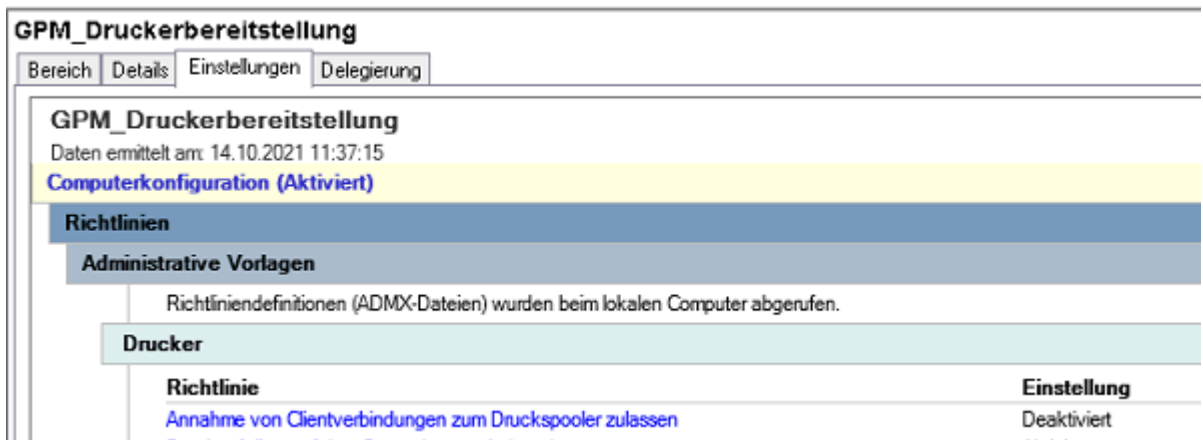 GPM_Druckerbereitstellung
Bereich Details Einstellungen Delegierung
GPM_Druckerbereitstellung
Daten ermittelt am: 14.10.2021 11:37:15
Computerkonfiguration (Aktiviert)
Richtlinien
Administrative Vorlagen
Richtliniendefinitionen (ADMX-Dateien) wurden beim lokalen Computer abgerufen.
Drucker
Richtlinie Einstellung
Annahme von Clientverbindungen zum Druckspooler zulassen Deaktiviert